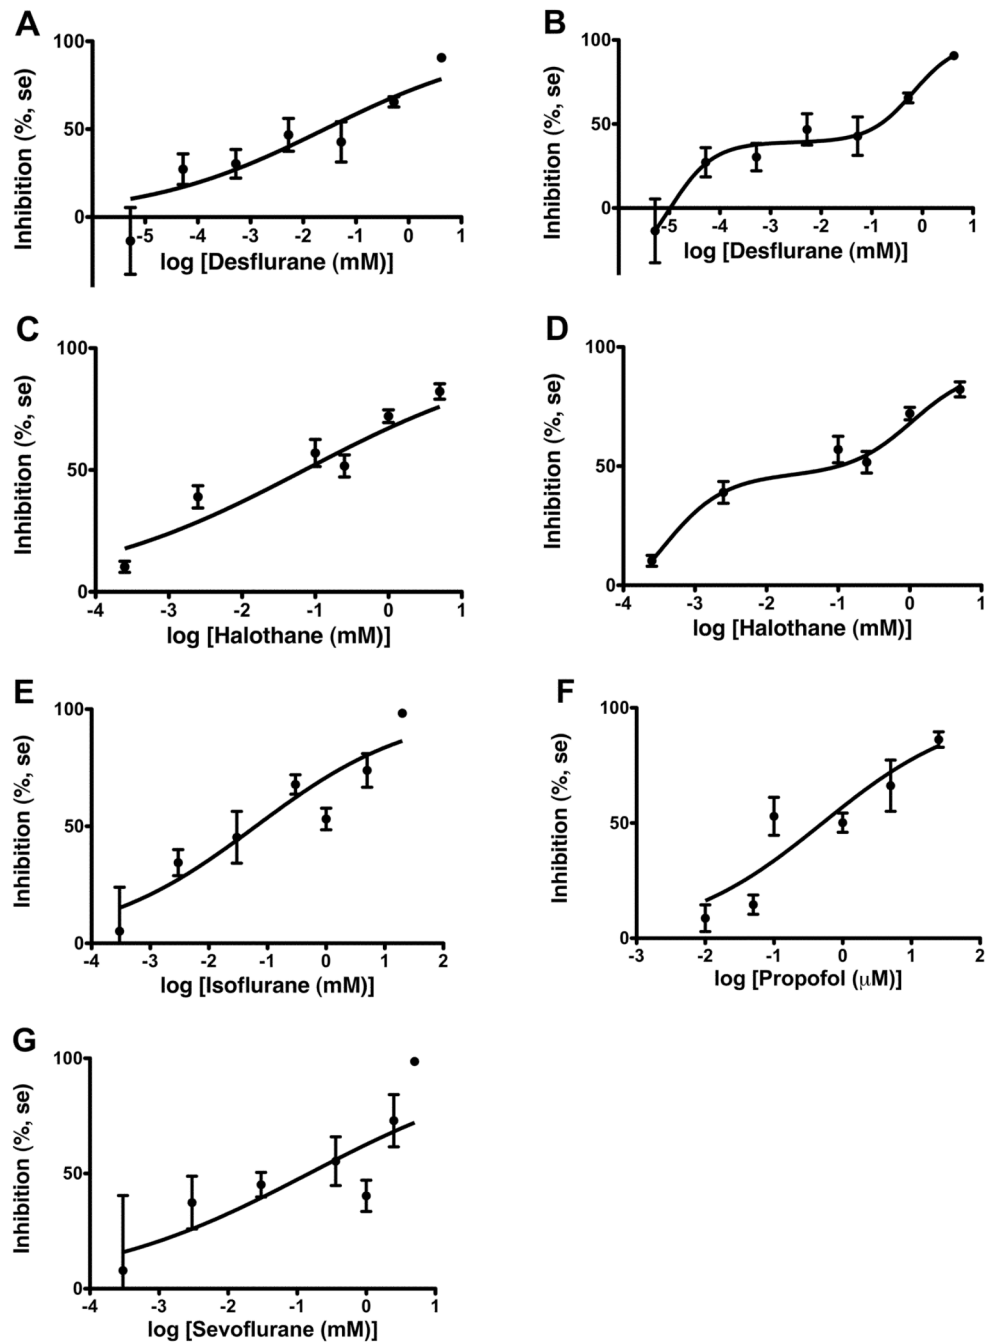 A
Inhibition (%, se)
100
50
0
-5 -4 -3 -2 -1 0 1
log [Desflurane (mM)]
B
Inhibition (%, se)
100
50
0
-5 -4 -3 -2 -1 0 1
log [Desflurane (mM)]
C
Inhibition (%, se)
100
50
0
-4 -3 -2 -1 0 1
log [Halothane (mM)]
D
Inhibition (%, se)
100
50
0
-4 -3 -2 -1 0 1
log [Halothane (mM)]
E
Inhibition (%, se)
100
50
0
-4 -3 -2 -1 0 1 2
log [Isoflurane (mM)]
F
Inhibition (%, se)
100
50
0
-3 -2 -1 0 1 2
log [Propofol (μM)]
G
Inhibition (%, se)
100
50
0
-4 -3 -2 -1 0 1
log [Sevoflurane (mM)]